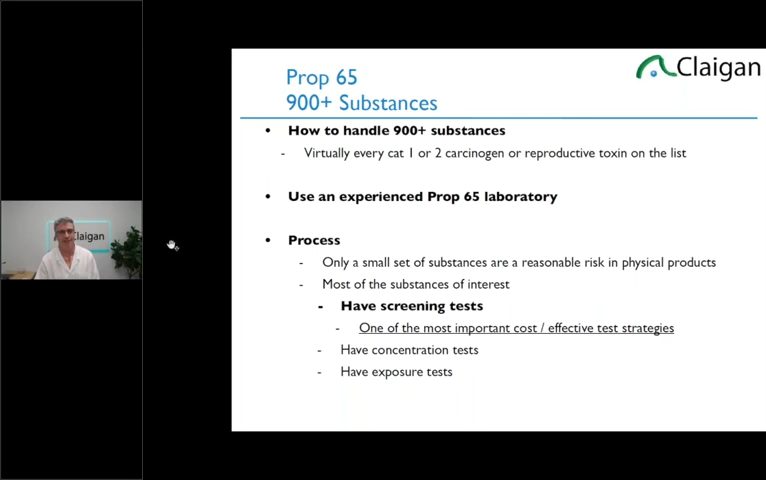 Claigan
Prop 65
900+ Substances
• How to handle 900+ substances
- Virtually every cat 1 or 2 carcinogen or reproductive toxin on the list
• Use an experienced Prop 65 laboratory
• Process
- Only a small set of substances are a reasonable risk in physical products
- Most of the substances of interest
- Have screening tests
- One of the most important cost / effective test strategies
- Have concentration tests
- Have exposure tests
laigan